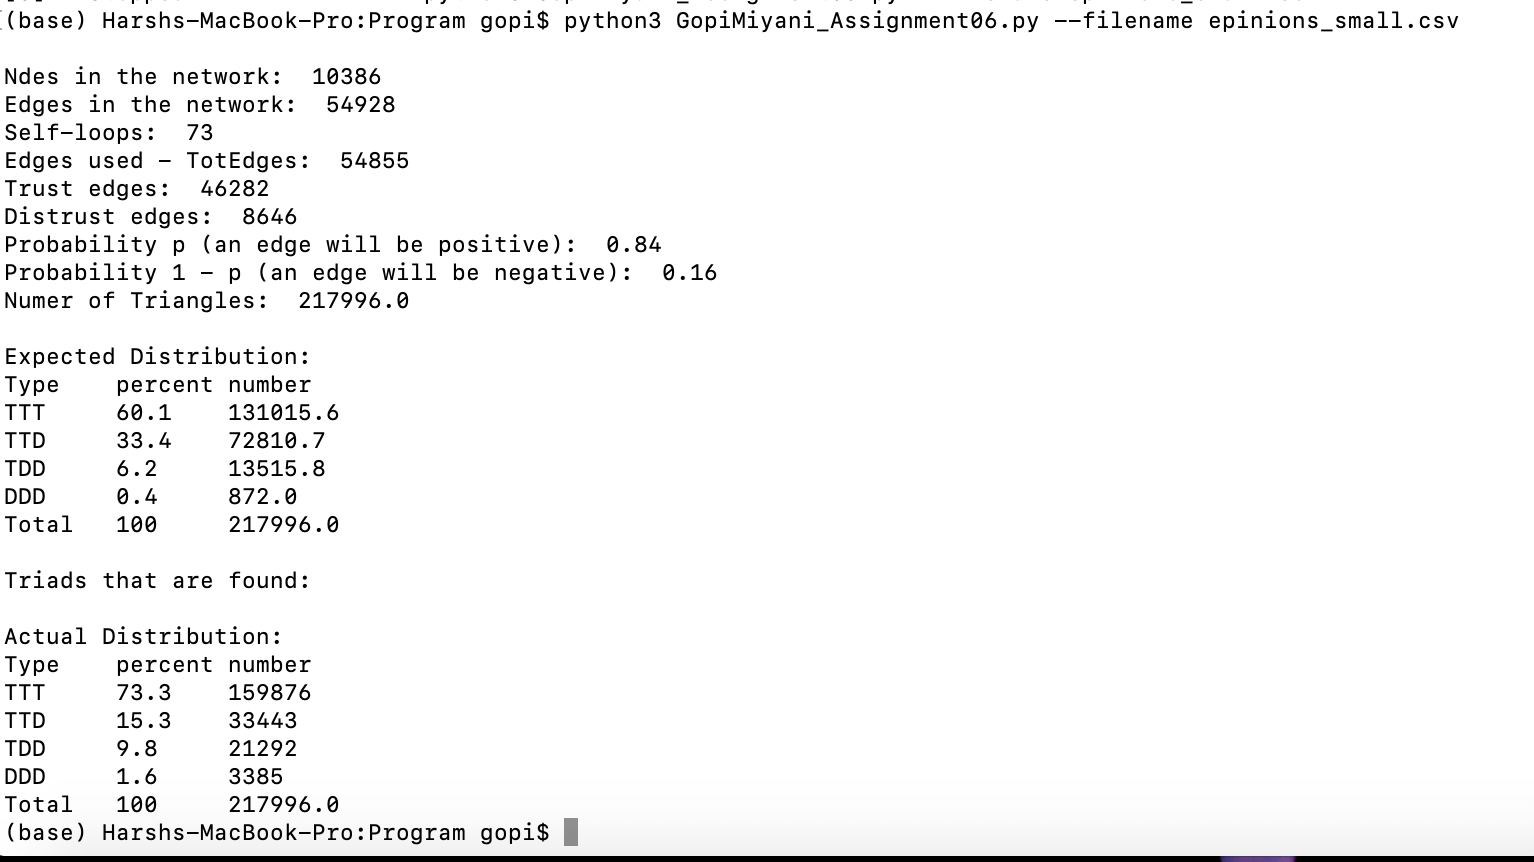 (base) Harshs-MacBook-Pro:Program gopi$ python3 GopiMiyani_Assignment06.py --filename epinions_small.csv
Ndes in the network:  10386
Edges in the network:  54928
Self-loops:  73
Edges used - TotEdges:  54855
Trust edges:  46282
Distrust edges:  8646
Probability p (an edge will be positive):  0.84
Probability 1 - p (an edge will be negative):  0.16
Numer of Triangles:  217996.0
Expected Distribution:
Type    percent number
TTT     60.1    131015.6
TTD     33.4    72810.7
TDD     6.2     13515.8
DDD     0.4     872.0
Total   100     217996.0
Triads that are found:
Actual Distribution:
Type    percent number
TTT     73.3    159876
TTD     15.3    33443
TDD     9.8     21292
DDD     1.6     3385
Total   100     217996.0
(base) Harshs-MacBook-Pro:Program gopi$